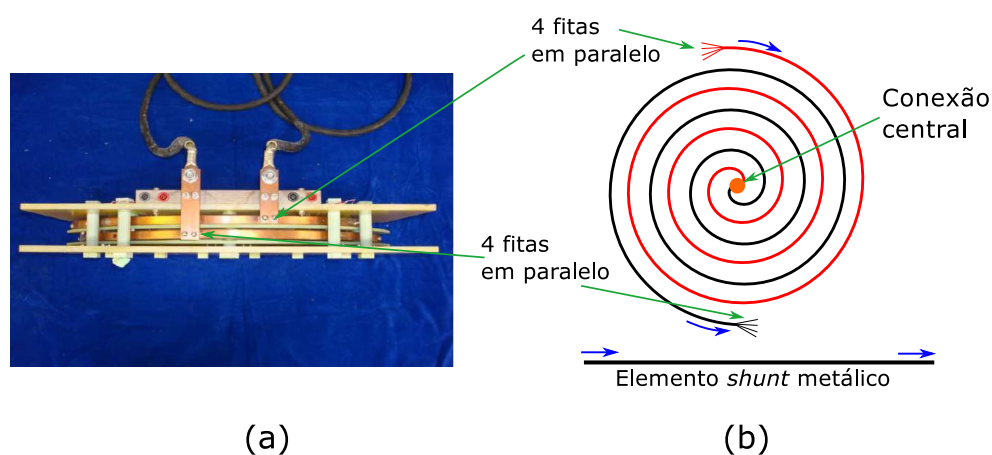 4 fitas
em paralelo
Conexão
central
4 fitas
em paralelo
Elemento shunt metálico
(a)
(b)